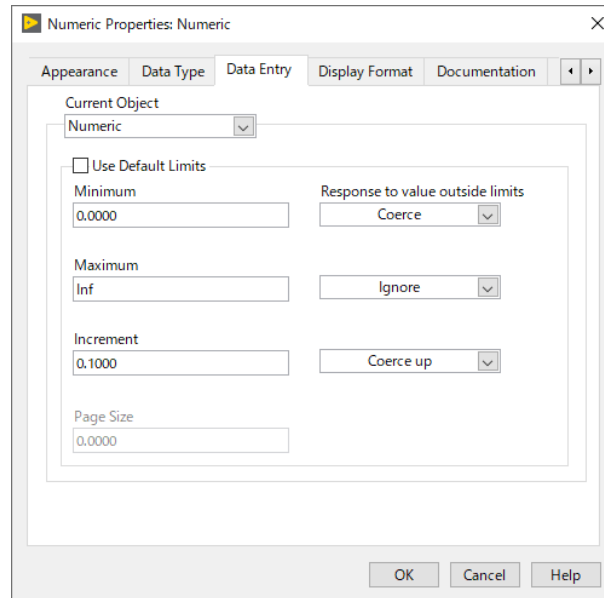 Numeric Properties: Numeric
Appearance Data Type Data Entry Display Format Documentation
Current Object
Numeric
Use Default Limits
Minimum Response to value outside limits
0.0000 Coerce
Maximum
Inf Ignore
Increment
0.1000 Coerce up
Page Size
0.0000
OK Cancel Help